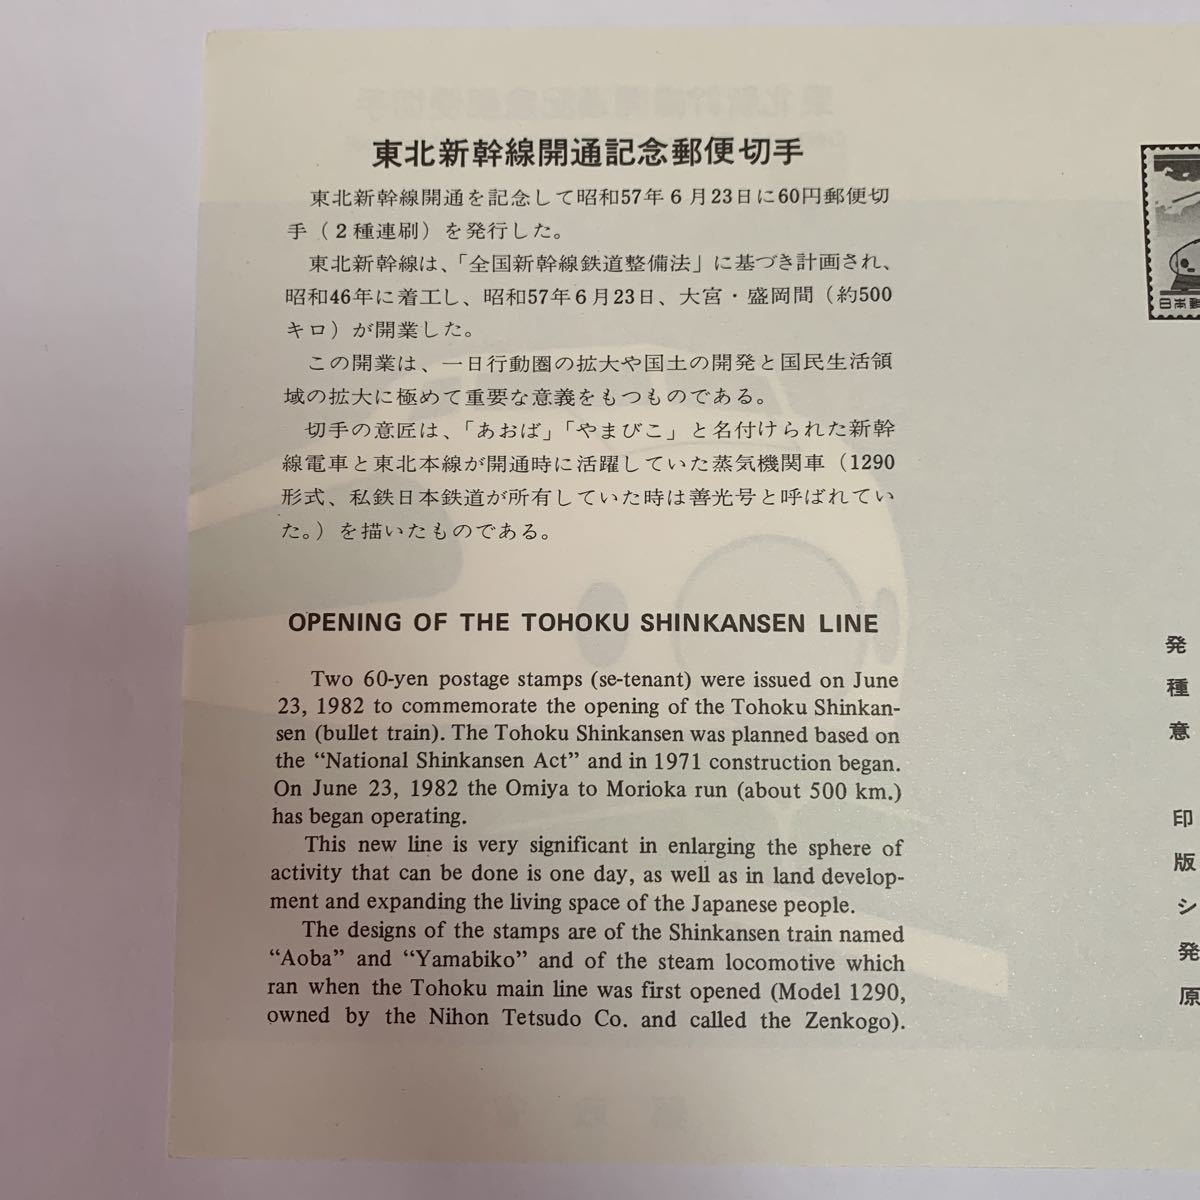 東北新幹線開通記念郵便切手
東北新幹線開通を記念して昭和57年6月23日に60円郵便切
手(2種連刷)を発行した。
東北新幹線は、「全国新幹線鉄道整備法」に基づき計画され、
昭和46年に着工し、昭和57年6月23日、大宮・盛岡間(約500
キロ)が開業した。
この開業は、一日行動圏の拡大や国土の開発と国民生活領
域の拡大に極めて重要な意義をもつものである。
切手の意匠は、「あおば」「やまびこ」と名付けられた新幹
線電車と東北本線が開通時に活躍していた蒸気機関車(1290
形式、私鉄日本鉄道が所有していた時は善光号と呼ばれてい
た。)を描いたものである。
OPENING OF THE TOHOKU SHINKANSEN LINE
Two 60-yen postage stamps (se-tenant) were issued on June
23, 1982 to commemorate the opening of the Tohoku Shinkan-
sen (bullet train). The Tohoku Shinkansen was planned based on
the “National Shinkansen Act” and in 1971 construction began.
On June 23, 1982 the Omiya to Morioka run (about 500 km.)
has began operating.
This new line is very significant in enlarging the sphere of
activity that can be done is one day, as well as in land develop-
ment and expanding the living space of the Japanese people.
The designs of the stamps are of the Shinkansen train named
“Aoba” and “Yamabiko” and of the steam locomotive which
ran when the Tohoku main line was first opened (Model 1290,
owned by the Nihon Tetsudo Co. and called the Zenkogo).
日本郵
発
種
意
印
版
シ
発
原